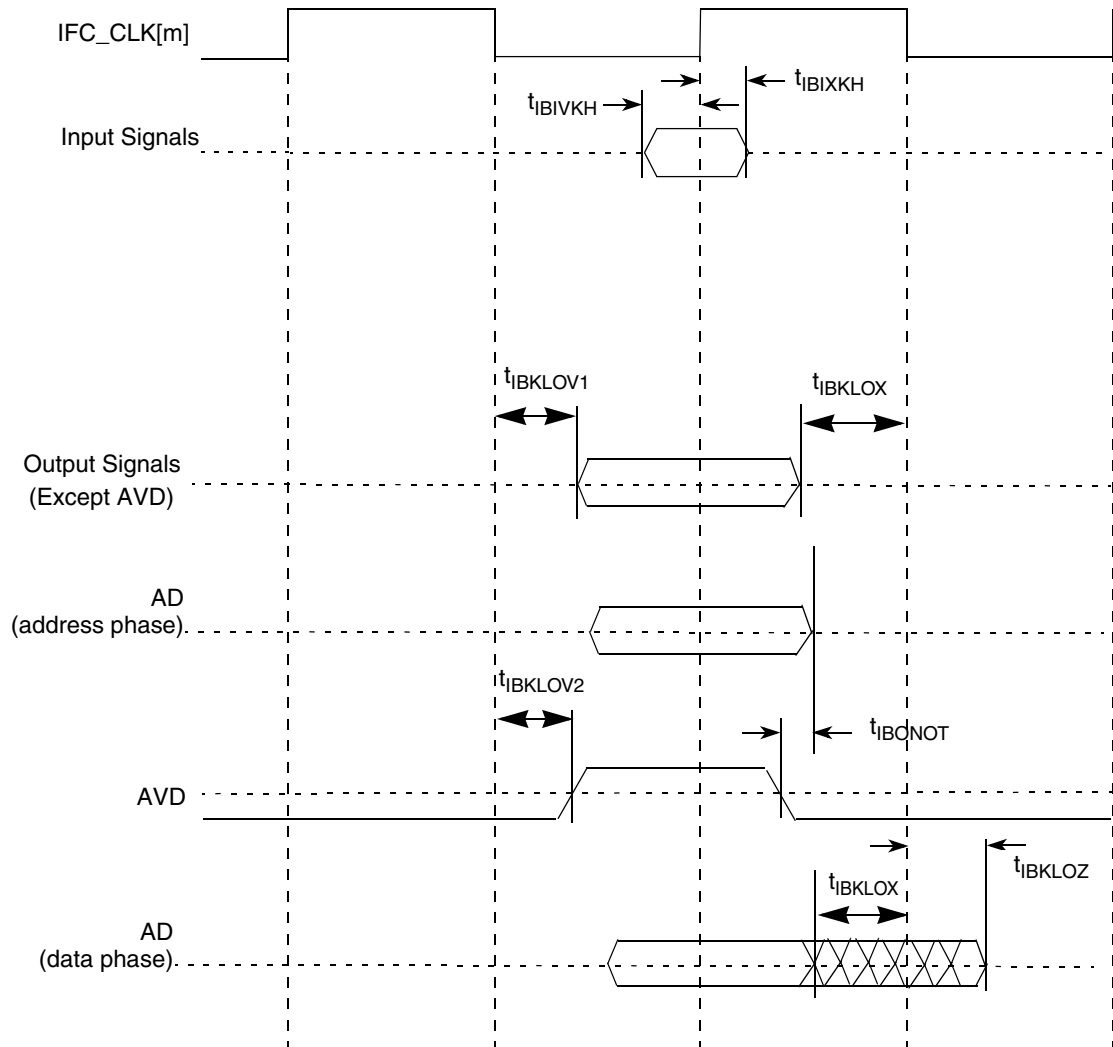 IFC_CLK[m]
tIBIXKH
tIBIVKH
Input Signals
tIBKLOV1
tIBKLOX
Output Signals
(Except AVD)
AD
(address phase)
tIBKLOV2
tIBONOT
AVD
tIBKLOZ
tIBKLOX
AD
(data phase)